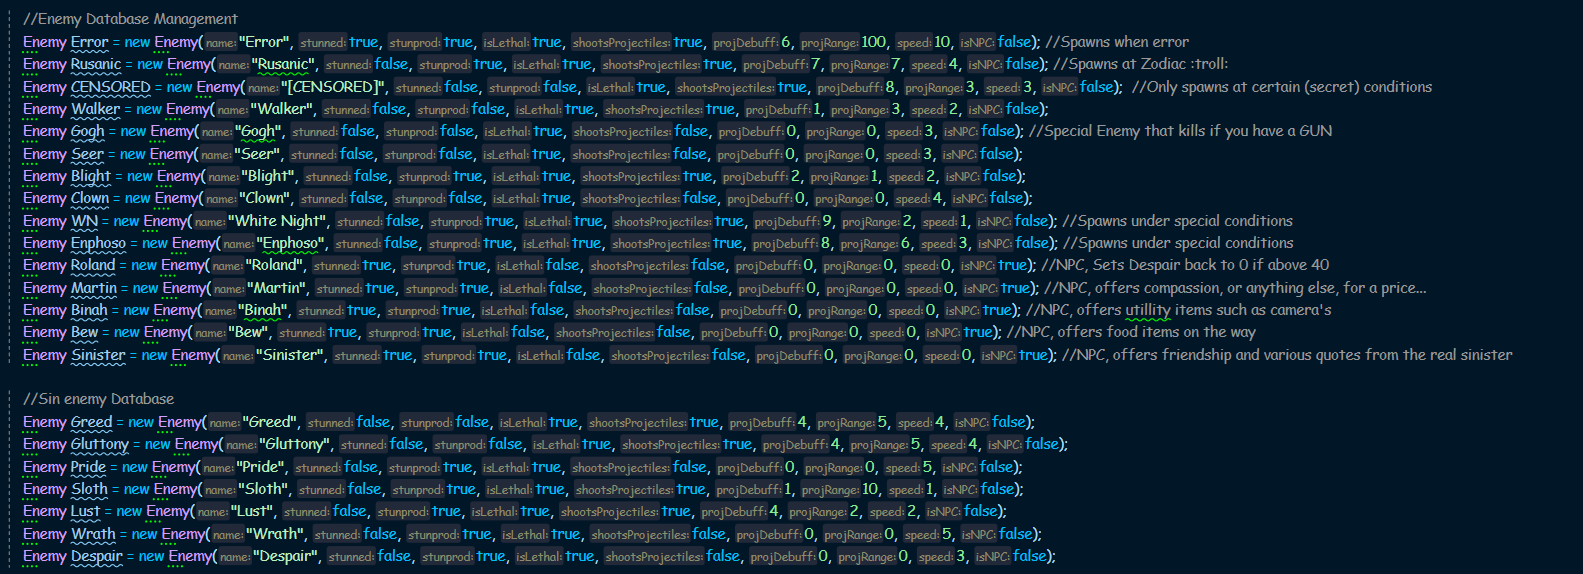 //Enemy Database Management
Enemy Error = new Enemy(name: "Error", stunned: true, stunprod: true, isLethal: true, shootsProjectiles: true, projDebuff: 6, projRange: 100, speed: 10, isNPC: false); //Spawns when error
Enemy Rusanic = new Enemy(name: "Rusanic", stunned: false, stunprod: true, isLethal: true, shootsProjectiles: true, projDebuff: 7, projRange: 7, speed: 4, isNPC: false); //Spawns at Zodiac :troll:
Enemy CENSORED = new Enemy(name: "[CENSORED]", stunned: false, stunprod: false, isLethal: true, shootsProjectiles: true, projDebuff: 8, projRange: 3, speed: 3, isNPC: false); //Only spawns at certain (secret) conditions
Enemy Walker = new Enemy(name: "Walker", stunned: false, stunprod: false, isLethal: true, shootsProjectiles: true, projDebuff: 1, projRange: 3, speed: 2, isNPC: false);
Enemy Gogh = new Enemy(name: "Gogh", stunned: false, stunprod: false, isLethal: true, shootsProjectiles: false, projDebuff: 0, projRange: 0, speed: 3, isNPC: false); //Special Enemy that kills if you have a GUN
Enemy Seer = new Enemy(name: "Seer", stunned: false, stunprod: false, isLethal: true, shootsProjectiles: false, projDebuff: 0, projRange: 0, speed: 3, isNPC: false);
Enemy Blight = new Enemy(name: "Blight", stunned: false, stunprod: true, isLethal: true, shootsProjectiles: true, projDebuff: 2, projRange: 1, speed: 2, isNPC: false);
Enemy Clown = new Enemy(name: "Clown", stunned: false, stunprod: false, isLethal: true, shootsProjectiles: false, projDebuff: 0, projRange: 0, speed: 4, isNPC: false);
Enemy WN = new Enemy(name: "White Night", stunned: false, stunprod: true, isLethal: true, shootsProjectiles: true, projDebuff: 9, projRange: 2, speed: 1, isNPC: false); //Spawns under special conditions
Enemy Enphoso = new Enemy(name: "Enphoso", stunned: false, stunprod: true, isLethal: true, shootsProjectiles: true, projDebuff: 8, projRange: 6, speed: 3, isNPC: false); //Spawns under special conditions
Enemy Roland = new Enemy(name: "Roland", stunned: true, stunprod: true, isLethal: false, shootsProjectiles: false, projDebuff: 0, projRange: 0, speed: 0, isNPC: true); //NPC, Sets Despair back to 0 if above 40
Enemy Martin = new Enemy(name: "Martin", stunned: true, stunprod: true, isLethal: false, shootsProjectiles: false, projDebuff: 0, projRange: 0, speed: 0, isNPC: true); //NPC, offers compassion, or anything else, for a price...
Enemy Binah = new Enemy(name: "Binah", stunned: true, stunprod: true, isLethal: false, shootsProjectiles: false, projDebuff: 0, projRange: 0, speed: 0, isNPC: true); //NPC, offers utillity items such as camera's
Enemy Bew = new Enemy(name: "Bew", stunned: true, stunprod: true, isLethal: false, shootsProjectiles: false, projDebuff: 0, projRange: 0, speed: 0, isNPC: true); //NPC, offers food items on the way
Enemy Sinister = new Enemy(name: "Sinister", stunned: true, stunprod: true, isLethal: false, shootsProjectiles: false, projDebuff: 0, projRange: 0, speed: 0, isNPC: true); //NPC, offers friendship and various quotes from the real sinister
//Sin enemy Database
Enemy Greed = new Enemy(name: "Greed", stunned: false, stunprod: false, isLethal: true, shootsProjectiles: true, projDebuff: 4, projRange: 5, speed: 4, isNPC: false);
Enemy Gluttony = new Enemy(name: "Gluttony", stunned: false, stunprod: false, isLethal: true, shootsProjectiles: true, projDebuff: 4, projRange: 5, speed: 4, isNPC: false);
Enemy Pride = new Enemy(name: "Pride", stunned: false, stunprod: true, isLethal: true, shootsProjectiles: false, projDebuff: 0, projRange: 0, speed: 5, isNPC: false);
Enemy Sloth = new Enemy(name: "Sloth", stunned: false, stunprod: true, isLethal: true, shootsProjectiles: true, projDebuff: 1, projRange: 10, speed: 1, isNPC: false);
Enemy Lust = new Enemy(name: "Lust", stunned: false, stunprod: true, isLethal: true, shootsProjectiles: true, projDebuff: 4, projRange: 2, speed: 2, isNPC: false);
Enemy Wrath = new Enemy(name: "Wrath", stunned: false, stunprod: true, isLethal: true, shootsProjectiles: false, projDebuff: 0, projRange: 0, speed: 5, isNPC: false);
Enemy Despair = new Enemy(name: "Despair", stunned: false, stunprod: true, isLethal: true, shootsProjectiles: false, projDebuff: 0, projRange: 0, speed: 3, isNPC: false);